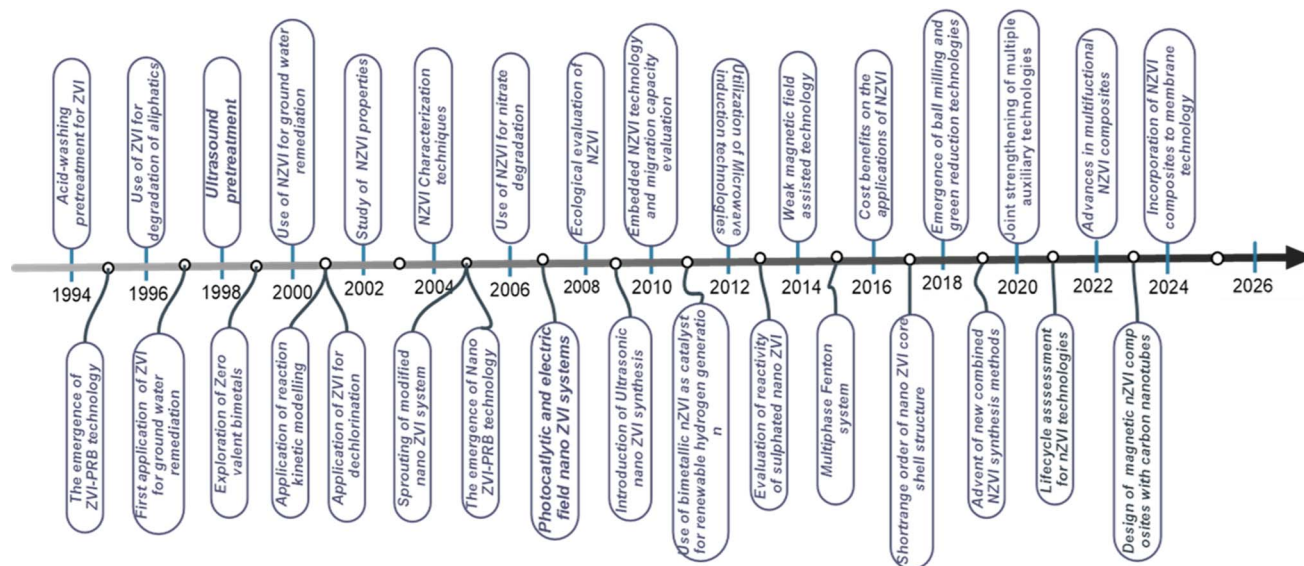 Acid-washing
pretreatment for ZVI
Use of ZVI for
degradation of aliphatics
Ultrasound
pretreatment
Use of NZVI for ground water
remediation
Study of NZVI properties
NZVI Characterization
techniques
Use of NZVI for nitrate
degradation
Ecological evaluation of
NZVI
Embedded NZVI technology
and migration capacity
evaluation
Utilization of Microwave
induction technologies
Weak magnetic field
assisted technology
Cost benefits on the
applications of NZVI
Emergence of ball milling and
green reduction technologies
Joint strengthening of multiple
auxiliary technologies
Advances in multifuctional
NZVI composites
Incorporation of NZVI
composites to membrane
technology
1994
1996
1998
2000
2002
2004
2006
2008
2010
2012
2014
2016
2018
2020
2022
2024
2026
The emergence of
ZVI-PRB technology
First application of ZVI
for ground water
remediation
Exploration of Zero
valent bimetals
Application of reaction
kinetic modelling
Application of ZVI for
dechlorination
Sprouting of modified
nano ZVI system
The emergence of Nano
ZVI-PRB technology
Photocatlytic and electric
field nano ZVI systems
Introduction of Ultrasonic
nano ZVI synthesis
Use of bimetallic nZVI as catalyst
for renewable hydrogen generatio
n
Evaluation of reactivity
of sulphated nano ZVI
Multiphase Fenton
system
Shortrange order of nano ZVI core
shell structure
Advent of new combined
NZVI synthesis methods
Lifecycle assessment
for nZVI technologies
Design of magnetic nZVI comp
osites with carbon nanotubes